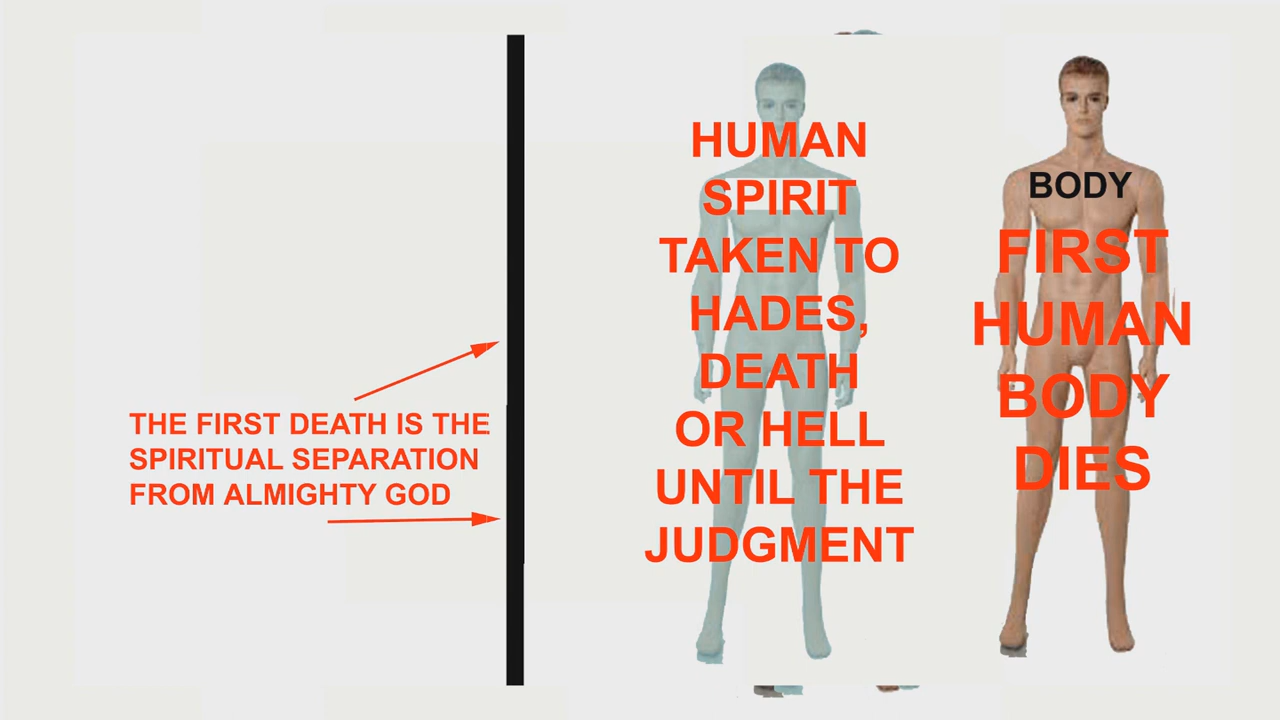 THE FIRST DEATH IS THE
SPIRITUAL SEPARATION
FROM ALMIGHTY GOD
HUMAN
SPIRIT
TAKEN TO
HADES,
DEATH
OR HELL
UNTIL THE
JUDGMENT
BODY
FIRST
HUMAN
BODY
DIES